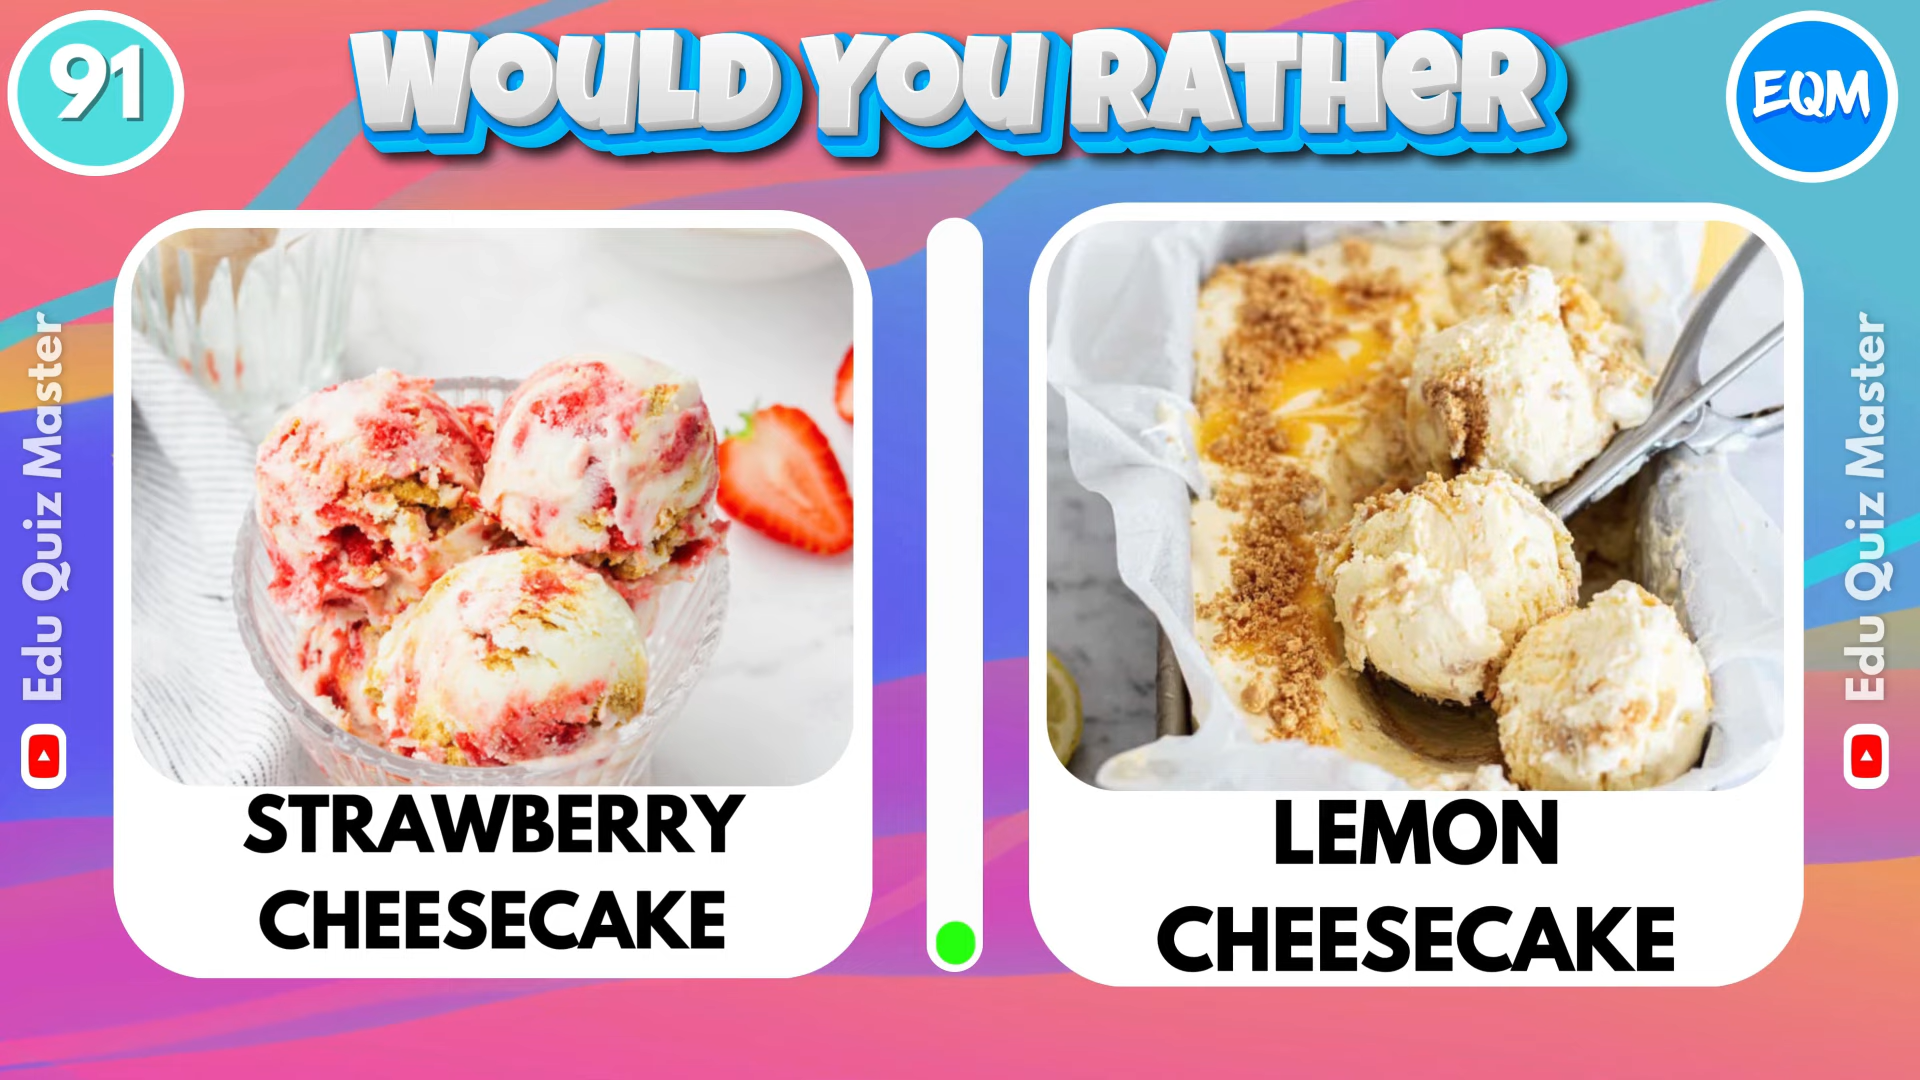 91
WOULD YOU RATHER
EQM
Edu Quiz Master
STRAWBERRY
CHEESECAKE
LEMON
CHEESECAKE
Edu Quiz Master